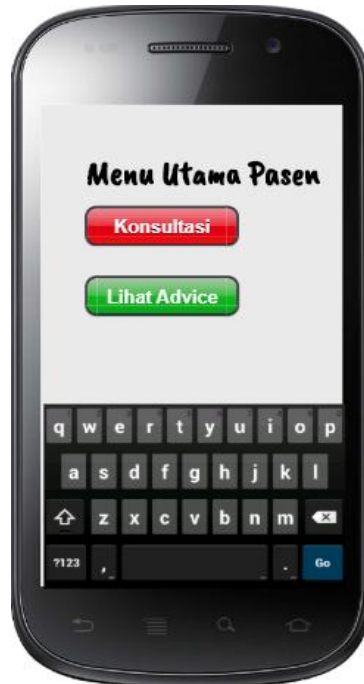 Menu Utama Pasen
Konsultasi
Lihat Advice
q w e r t y u i o p
a s d f g h j k l
z x c v b n m
?123 , . Go